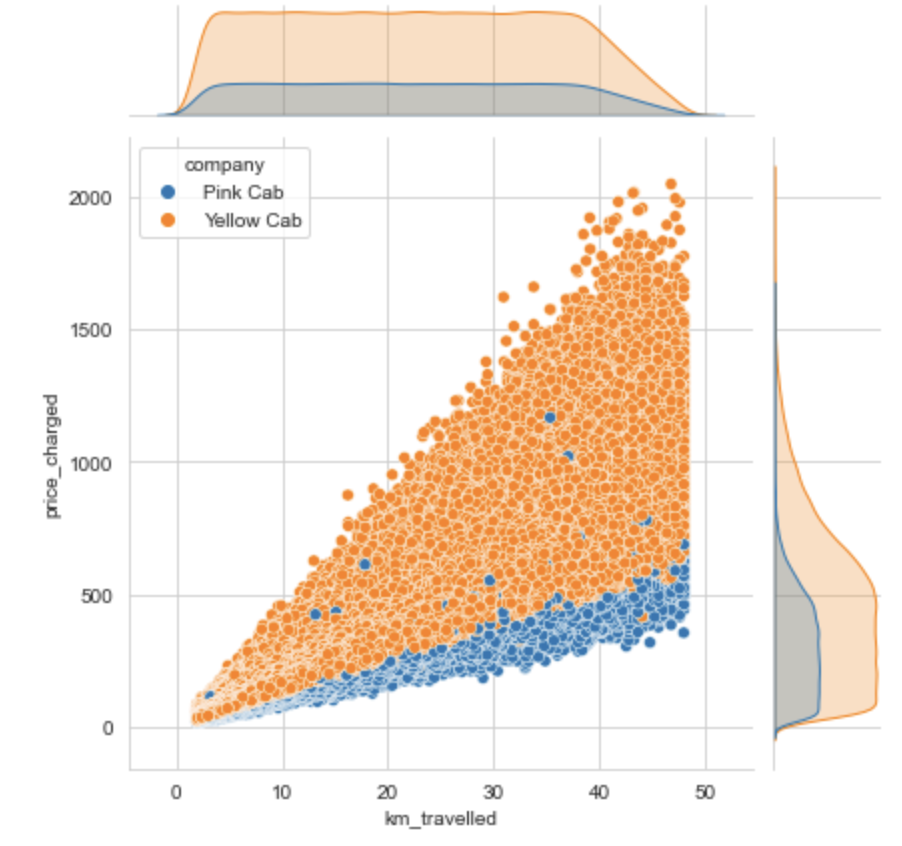 company
Pink Cab
Yellow Cab
2000
1500
1000
500
0
price_charged
0 10 20 30 40 50
km_travelled